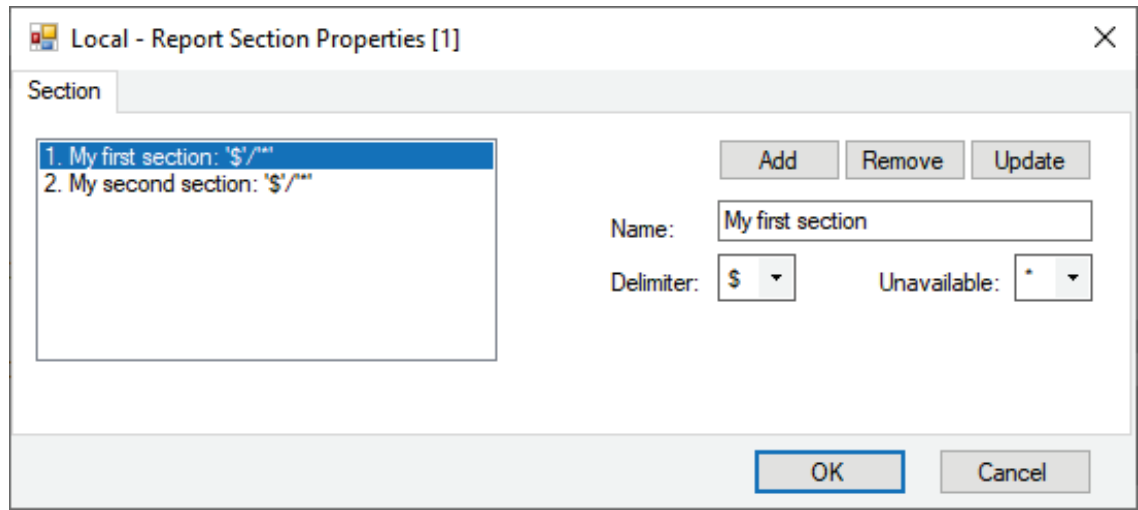 Local - Report Section Properties [1]
Section
1. My first section: '$'/'*'
2. My second section: '$'/'*'
Add Remove Update
Name: My first section
Delimiter: $ Unavailable: *
OK Cancel